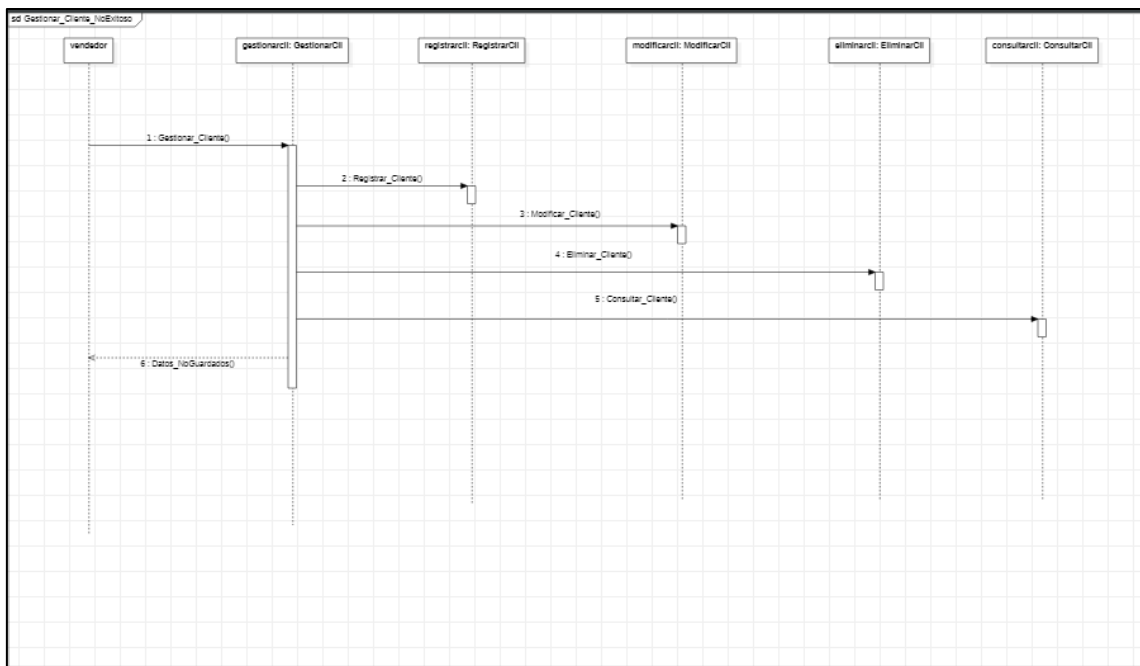 sd Gestionar_Cliente_NoExitoso
vendedor
gestionarcli: GestionarCli
registrarcli: RegistrarCli
modificarcli: ModificarCli
eliminarcli: EliminarCli
consultarcli: ConsultarCli
1 : Gestionar_Cliente()
2 : Registrar_Cliente()
3 : Modificar_Cliente()
4 : Eliminar_Cliente()
5 : Consultar_Cliente()
6 : Datos_NoGuardados()